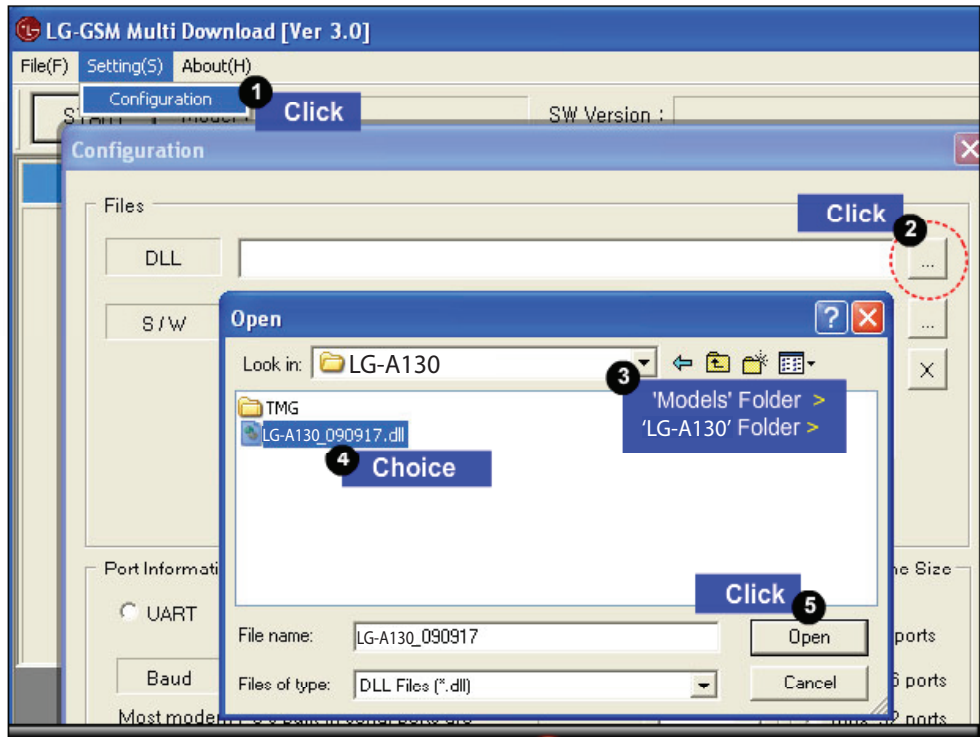 LG-GSM Multi Download [Ver 3.0]
File(F) Setting(S) About(H)
Configuration 1 Click
START SW Version :
Configuration
Files
Click 2
DLL ...
S/W ...
X
Open ?
Look in: LG-A130
3 'Models' Folder >
'LG-A130' Folder >
TMG
LG-A130_090917.dll
4 Choice
Port Informati
UART
Size
Click 5
File name: LG-A130_090917 Open
ports
Baud
Files of type: DLL Files (*.dll) Cancel
6 ports
ports